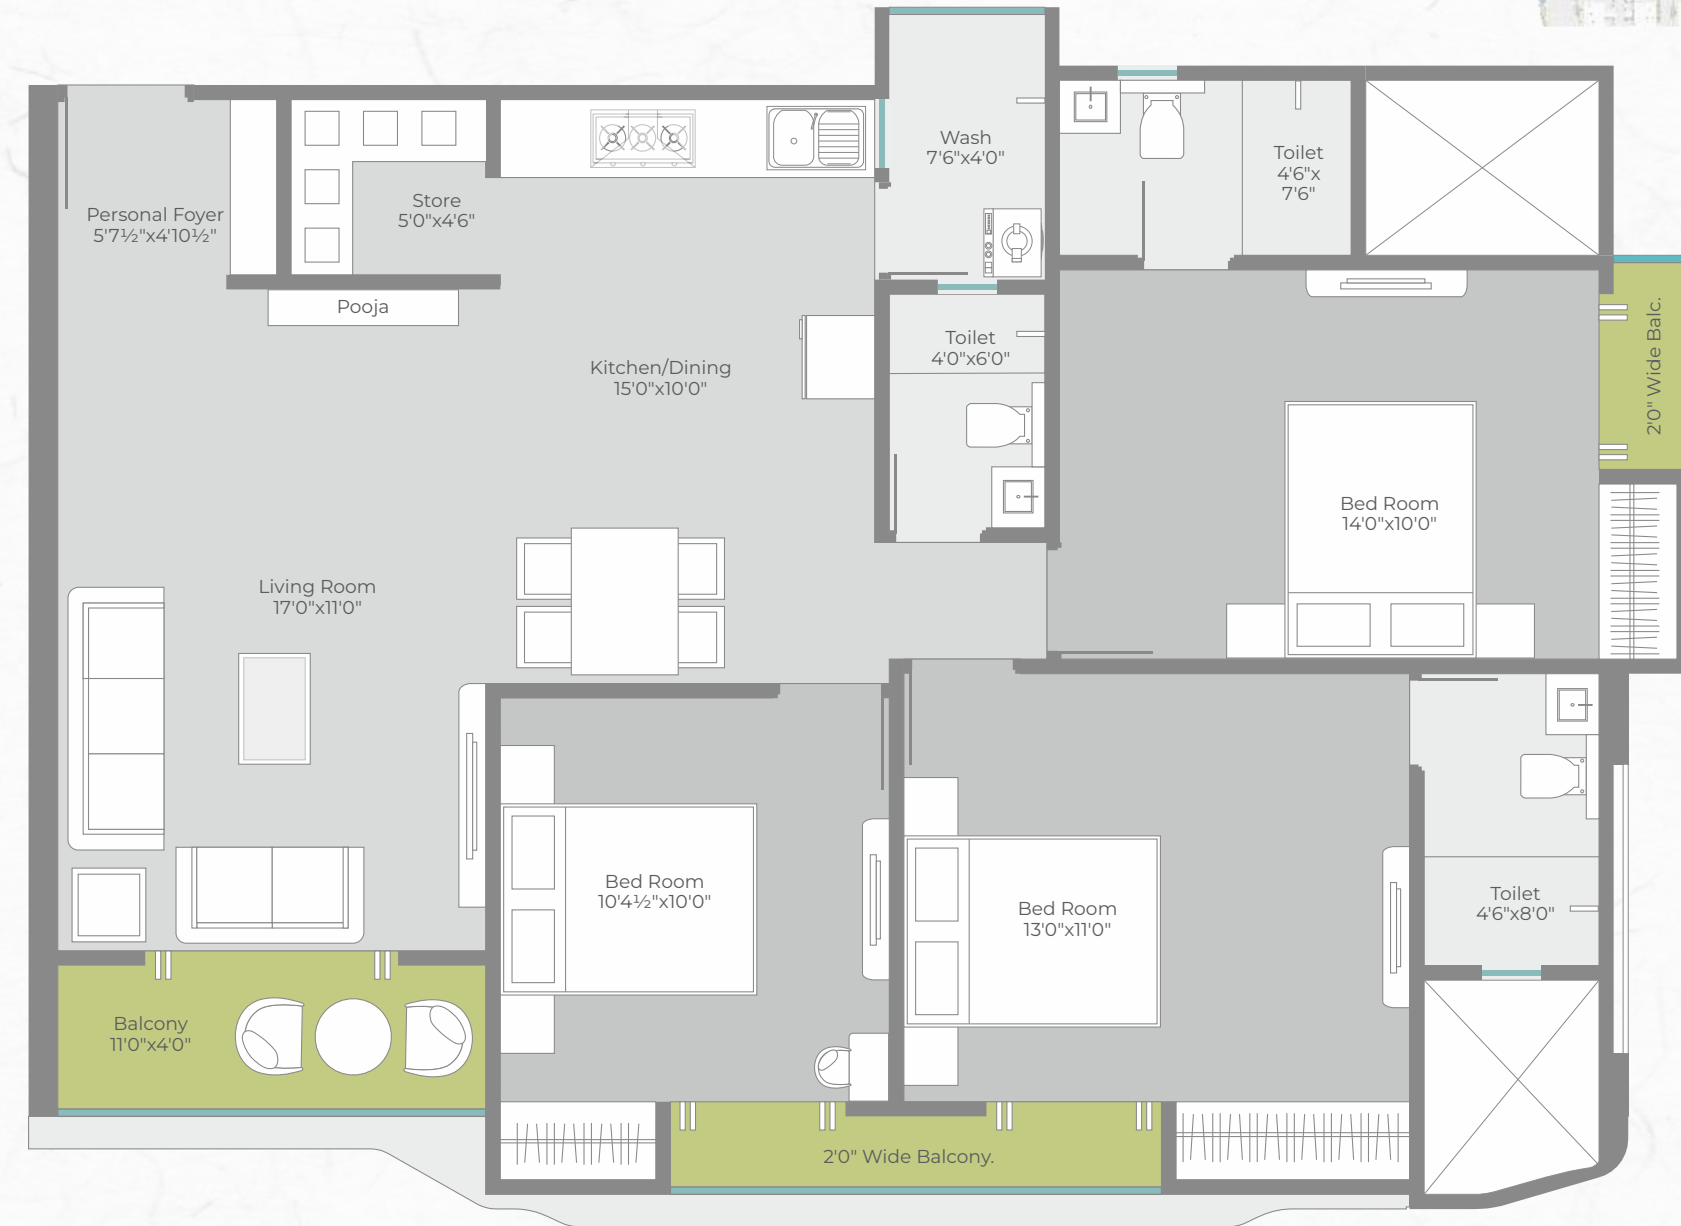 Wash
7'6"x4'0"
Toilet
4'6"x
7'6"
Personal Foyer
5'7½"x4'10½"
Store
5'0"x4'6"
Pooja
Toilet
4'0"x6'0"
Kitchen/Dining
15'0"x10'0"
2'0" Wide Balc.
Bed Room
14'0"x10'0"
Living Room
17'0"x11'0"
Bed Room
10'4½"x10'0"
Bed Room
13'0"x11'0"
Toilet
4'6"x8'0"
Balcony
11'0"x4'0"
2'0" Wide Balcony.